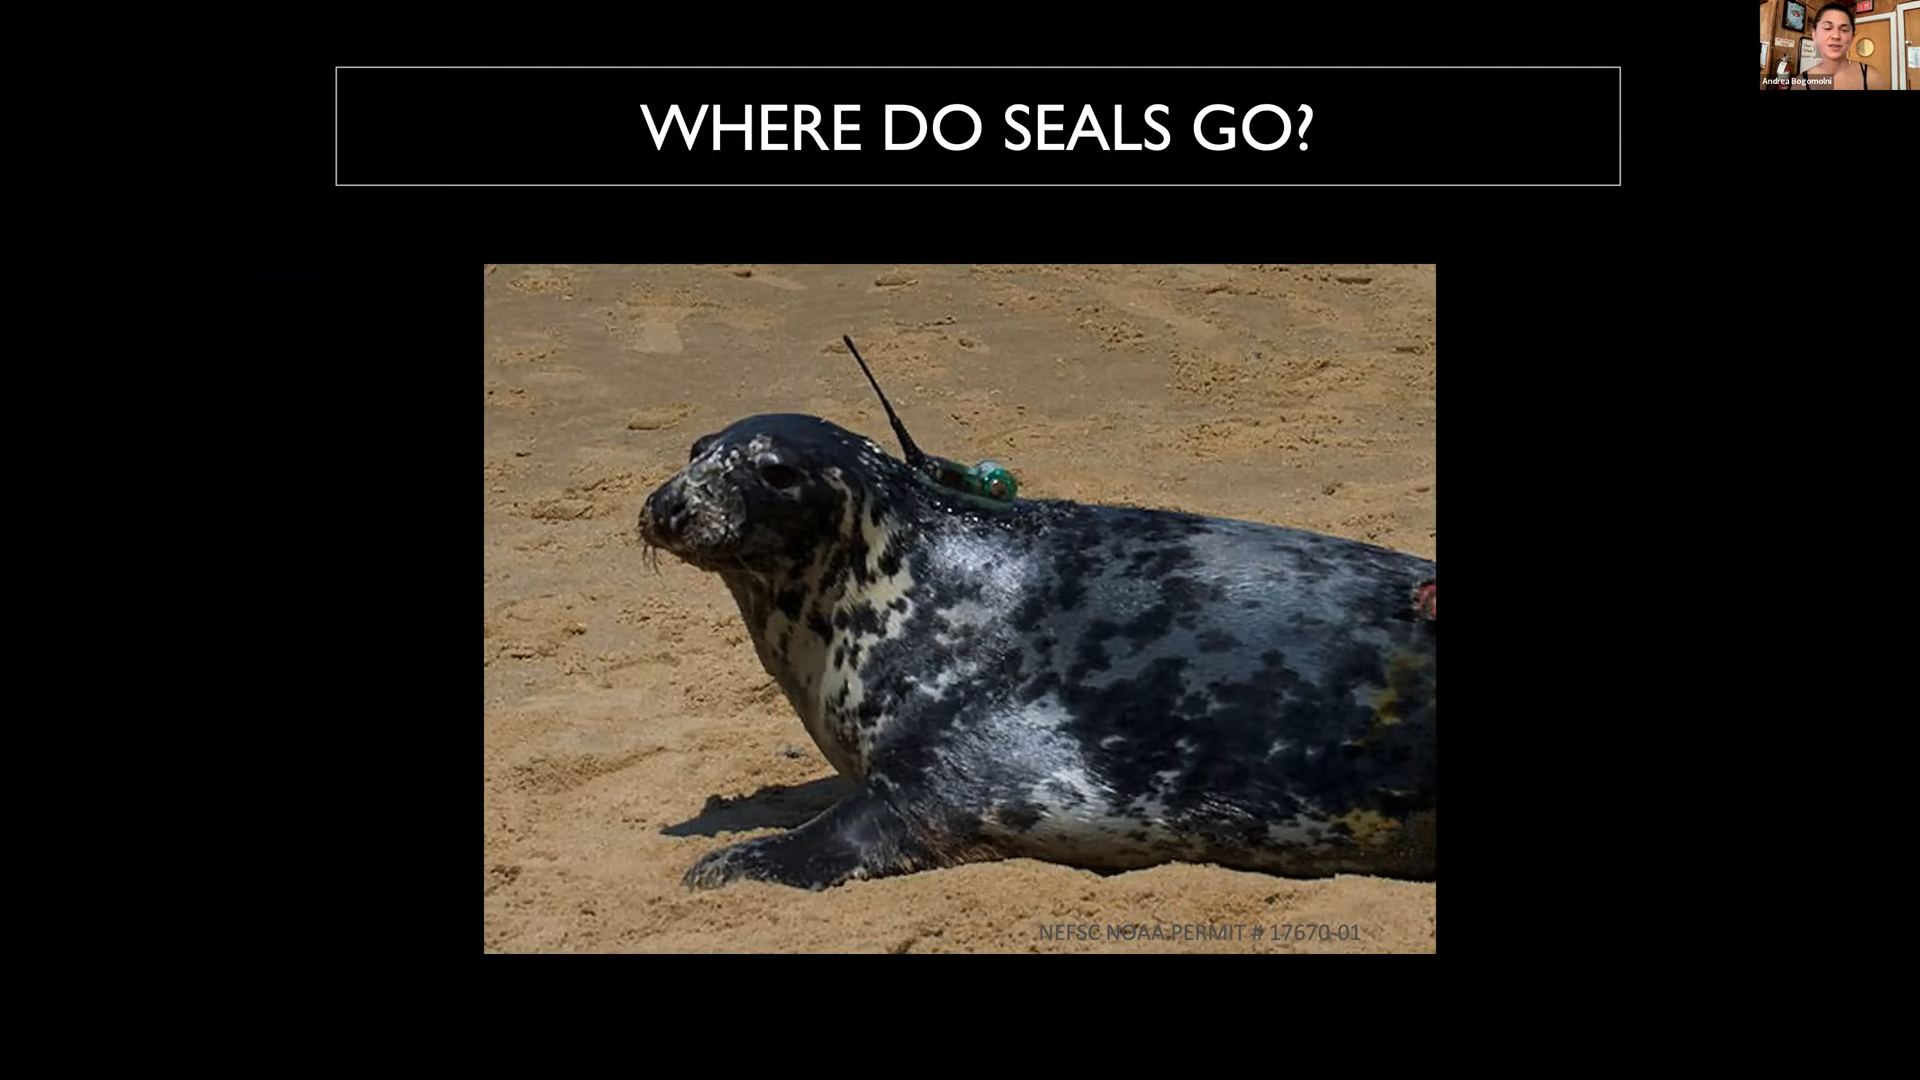 WHERE DO SEALS GO?
Andrea Bogomolni
NEFSC NOAA PERMIT # 17670-01